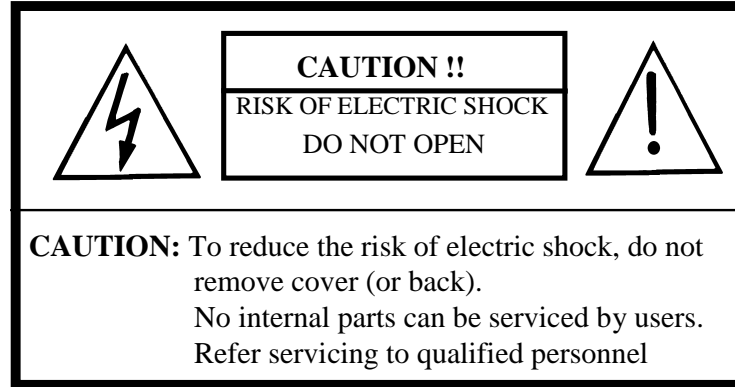 CAUTION !!
RISK OF ELECTRIC SHOCK
DO NOT OPEN
CAUTION: To reduce the risk of electric shock, do not
remove cover (or back).
No internal parts can be serviced by users.
Refer servicing to qualified personnel